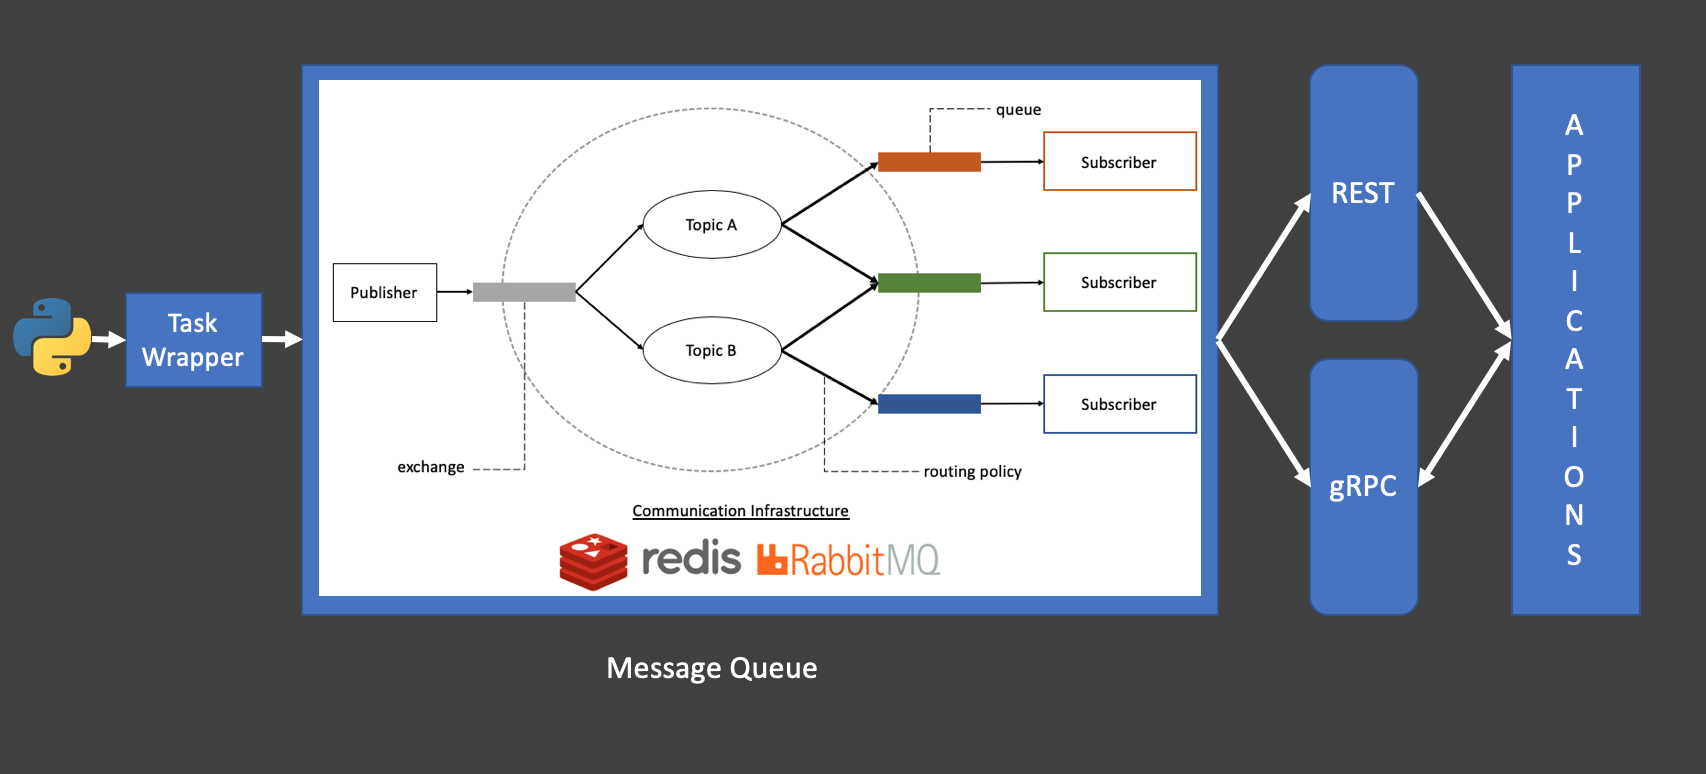 Task
Wrapper
Publisher
exchange
Topic A
Topic B
queue
Subscriber
Subscriber
Subscriber
routing policy
Communication Infrastructure
redis
RabbitMQ
Message Queue
REST
gRPC
A
P
P
L
I
C
A
T
I
O
N
S